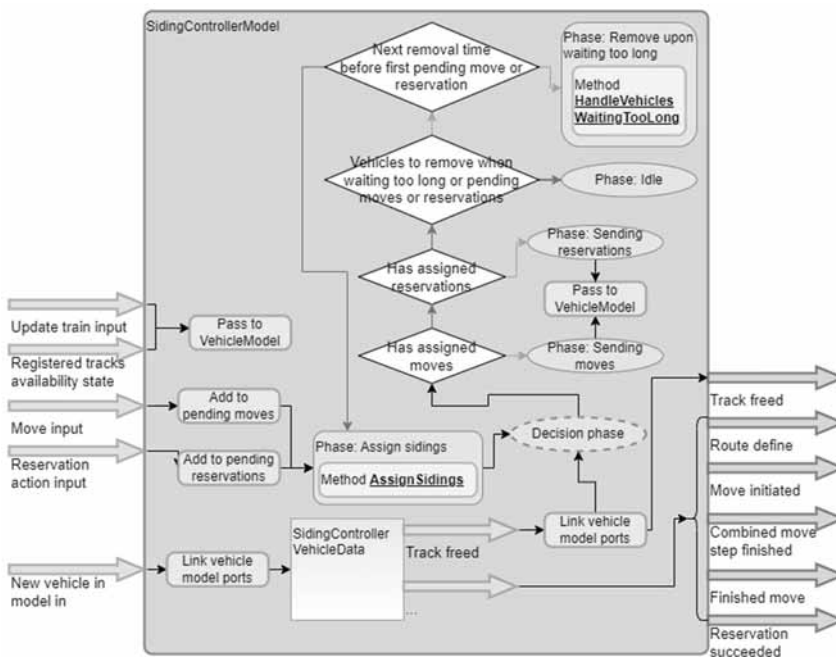 SidingControllerModel
Next removal time
before first pending move or
reservation
Phase: Remove upon
waiting too long
Method
HandleVehicles
WaitingTooLong
Vehicles to remove when
waiting too long or pending
moves or reservations
Phase: Idle
Phase: Sending
reservations
Has assigned
reservations
Pass to
VehicleModel
Update train input
Pass to
VehicleModel
Registered tracks
availability state
Has assigned
moves
Phase: Sending
moves
Move input
Add to
pending moves
Reservation
action input
Add to pending
reservations
Phase: Assign sidings
Method AssignSidings
Decision phase
Track freed
Route define
Move initiated
Combined move
step finished
Finished move
Reservation
succeeded
New vehicle in
model in
Link vehicle
model ports
SidingController
VehicleData
Track freed
...
Link vehicle
model ports